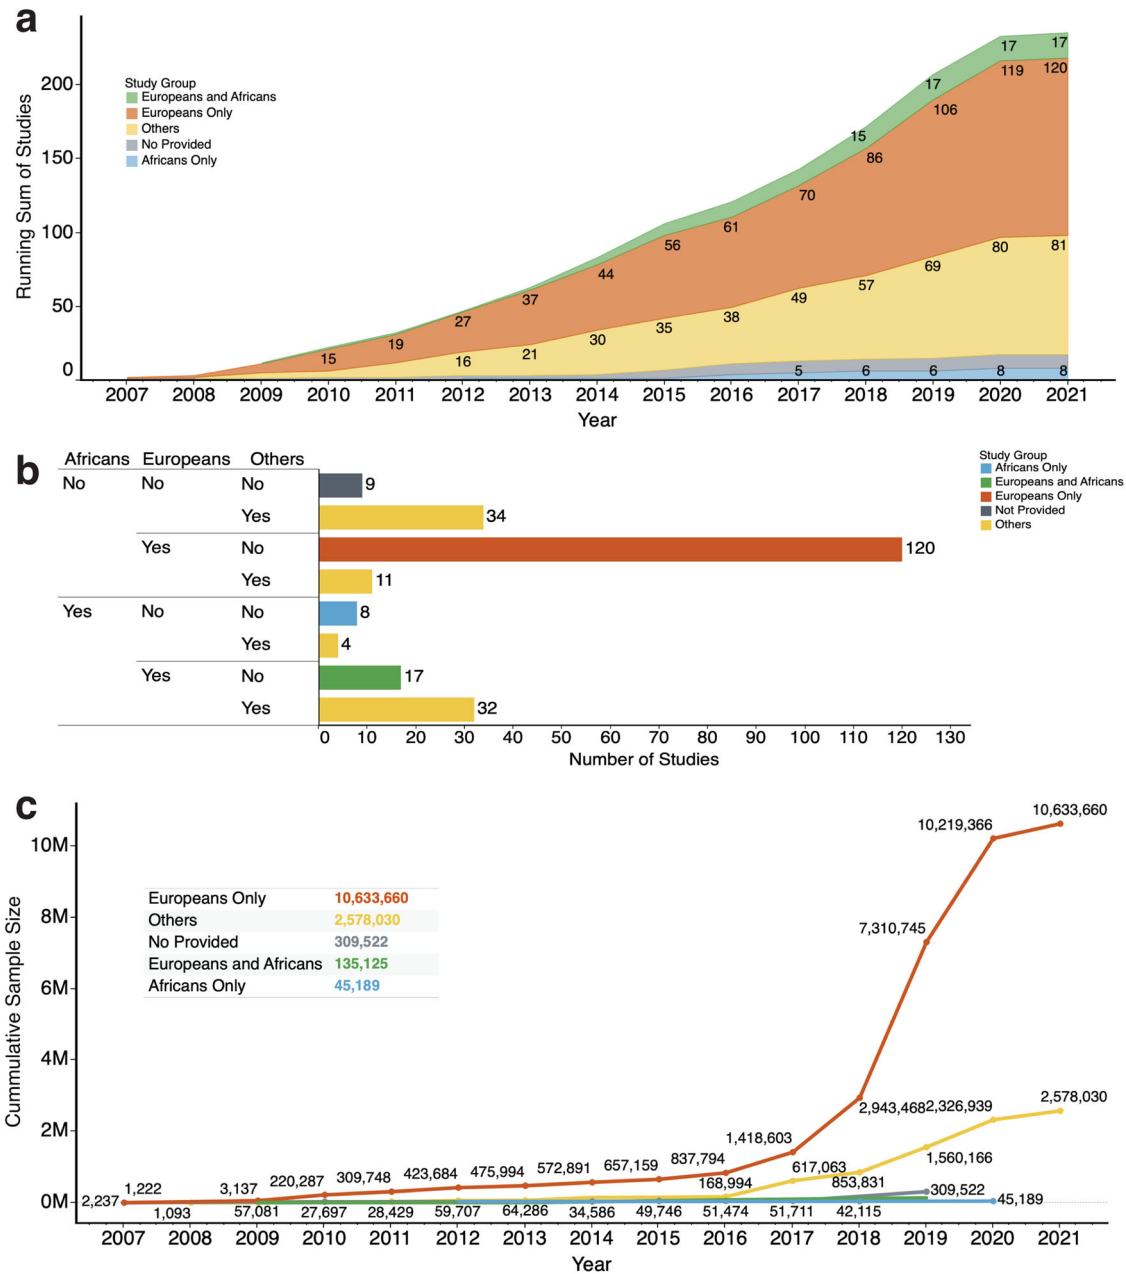 a
Running Sum of Studies
200
150
100
50
0
Study Group
Europeans and Africans
Europeans Only
Others
No Provided
Africans Only
15
19
27
16
37
21
44
30
56
35
61
38
70
49
5
15
86
57
6
17
106
69
6
17
119
80
8
17
120
81
8
2007 2008 2009 2010 2011 2012 2013 2014 2015 2016 2017 2018 2019 2020 2021
Year
b
Africans Europeans Others
No No No 9
Yes 34
Yes No 120
Yes 11
Yes No No 8
Yes 4
Yes No 17
Yes 32
0 10 20 30 40 50 60 70 80 90 100 110 120 130
Number of Studies
Study Group
Africans Only
Europeans and Africans
Europeans Only
Not Provided
Others
c
Cummulative Sample Size
10M
8M
6M
4M
2M
0M
Europeans Only 10,633,660
Others 2,578,030
No Provided 309,522
Europeans and Africans 135,125
Africans Only 45,189
10,633,660
10,219,366
7,310,745
2,943,468
2,326,939
2,578,030
1,418,603
1,560,166
837,794
617,063
853,831
657,159
572,891
475,994
423,684
309,748
220,287
168,994
309,522
45,189
3,137
1,222
2,237
1,093
57,081
27,697
28,429
59,707
64,286
34,586
49,746
51,474
51,711
42,115
2007 2008 2009 2010 2011 2012 2013 2014 2015 2016 2017 2018 2019 2020 2021
Year